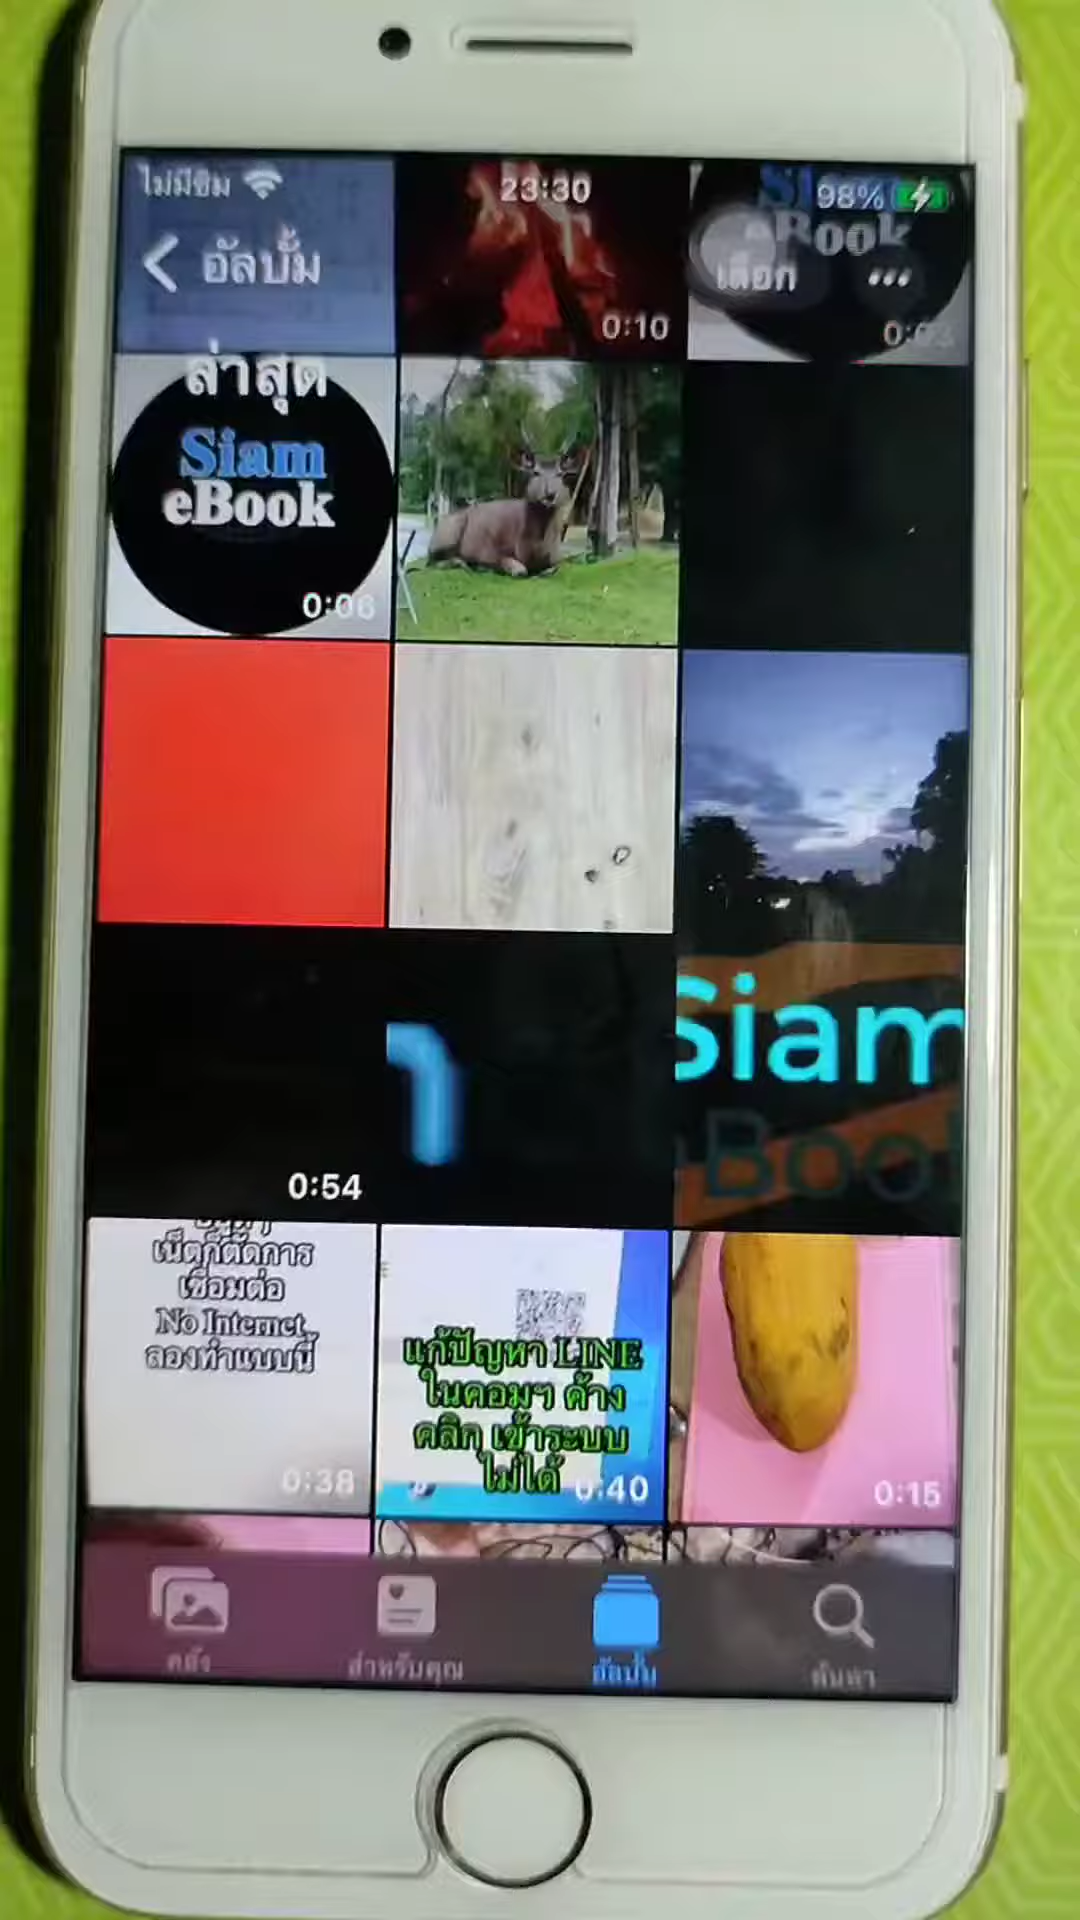 ไม่มีซิม
23:30
98%
อัลบั้ม
เลือก
0:10
ล่าสุด
Siam
eBook
Siam
eBook
0:06
Siam
0:54
เน็ตก็ตัดการ
เชื่อมต่อ
No Internet
ลองทำแบบนี้
0:38
แก้ปัญหา LINE
ในคอมฯ ค้าง
คลิก เข้าระบบ
ไม่ได้
0:40
0:15
คลัง
สำหรับคุณ
อัลบั้ม
ค้นหา